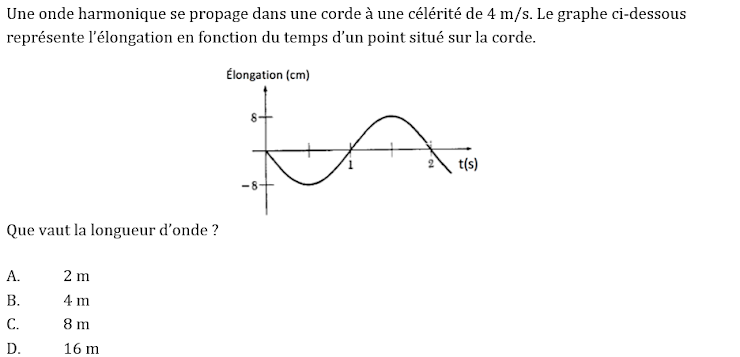 Une onde harmonique se propage dans une corde à une célérité de 4 m/s. Le graphe ci-dessous
représente l'élongation en fonction du temps d'un point situé sur la corde.
Élongation (cm)
8
1
2
t(s)
−8
Que vaut la longueur d'onde ?
A. 2 m
B. 4 m
C. 8 m
D. 16 m